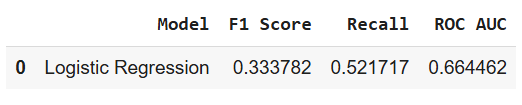 Model F1 Score Recall ROC AUC
0 Logistic Regression 0.333782 0.521717 0.664462